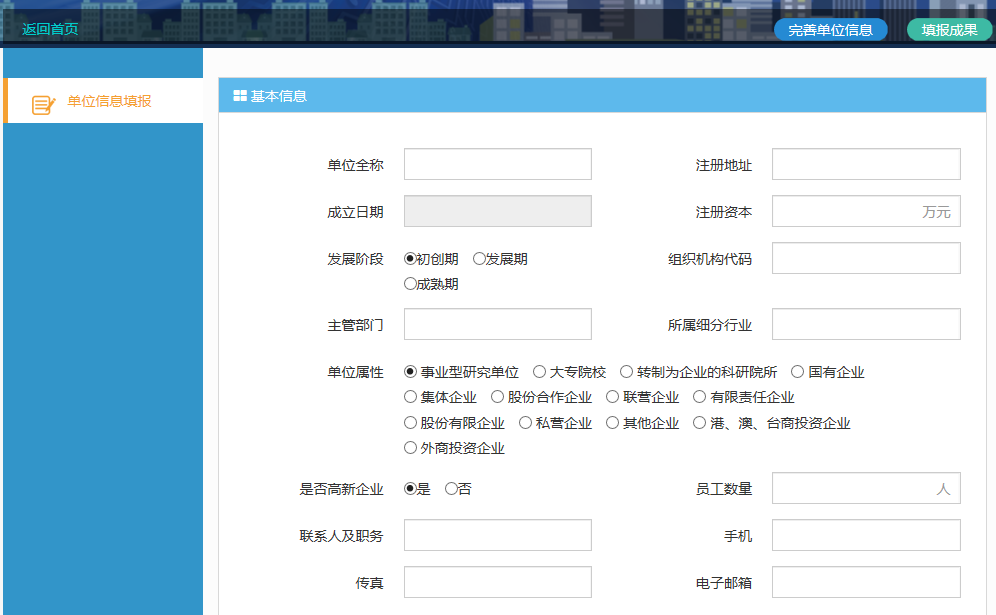 返回首页 完善单位信息 填报成果
单位信息填报
基本信息
单位全称 注册地址
成立日期 注册资本 万元
发展阶段 初创期 发展期 组织机构代码
成熟期
主管部门 所属细分行业
单位属性 事业型研究单位 大专院校 转制为企业的科研院所 国有企业
集体企业 股份合作企业 联营企业 有限责任企业
股份有限企业 私营企业 其他企业 港、澳、台商投资企业
外商投资企业
是否高新企业 是 否 员工数量 人
联系人及职务 手机
传真 电子邮箱